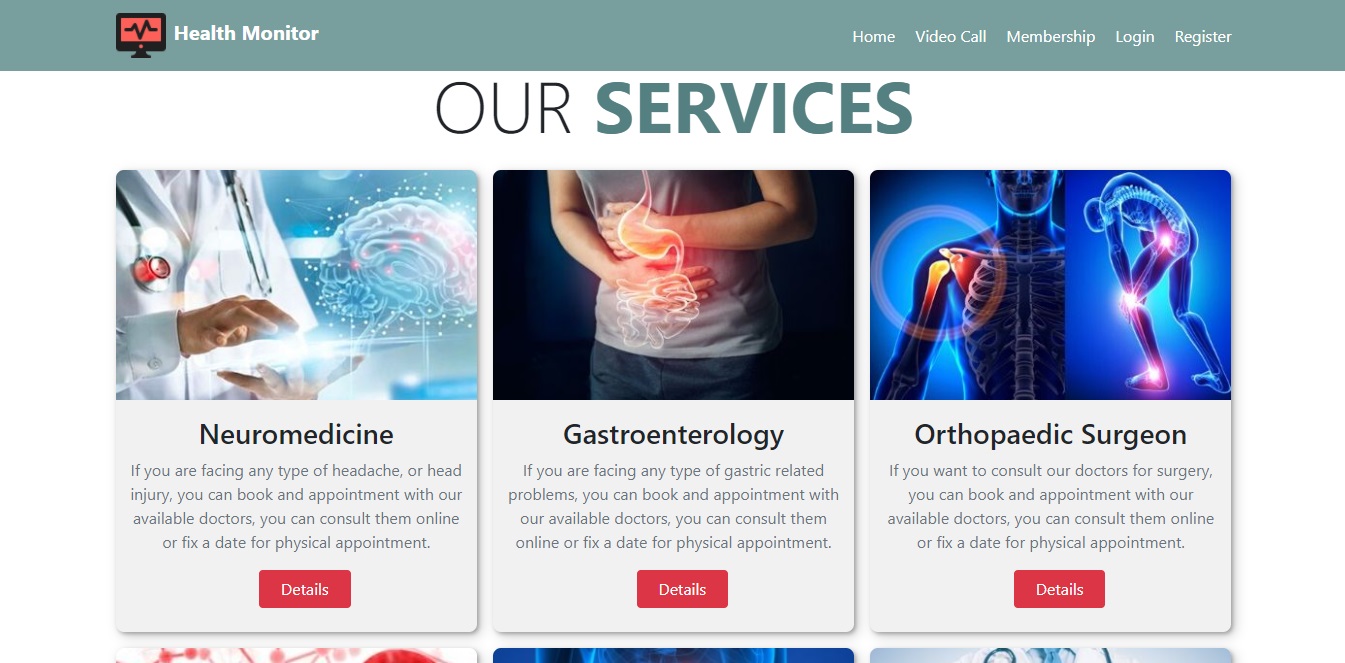 Health Monitor
Home Video Call Membership Login Register
OUR SERVICES
Neuromedicine
If you are facing any type of headache, or head
injury, you can book and appointment with our
available doctors, you can consult them online
or fix a date for physical appointment.
Details
Gastroenterology
If you are facing any type of gastric related
problems, you can book and appointment with
our available doctors, you can consult them
online or fix a date for physical appointment.
Details
Orthopaedic Surgeon
If you want to consult our doctors for surgery,
you can book and appointment with our
available doctors, you can consult them online
or fix a date for physical appointment.
Details